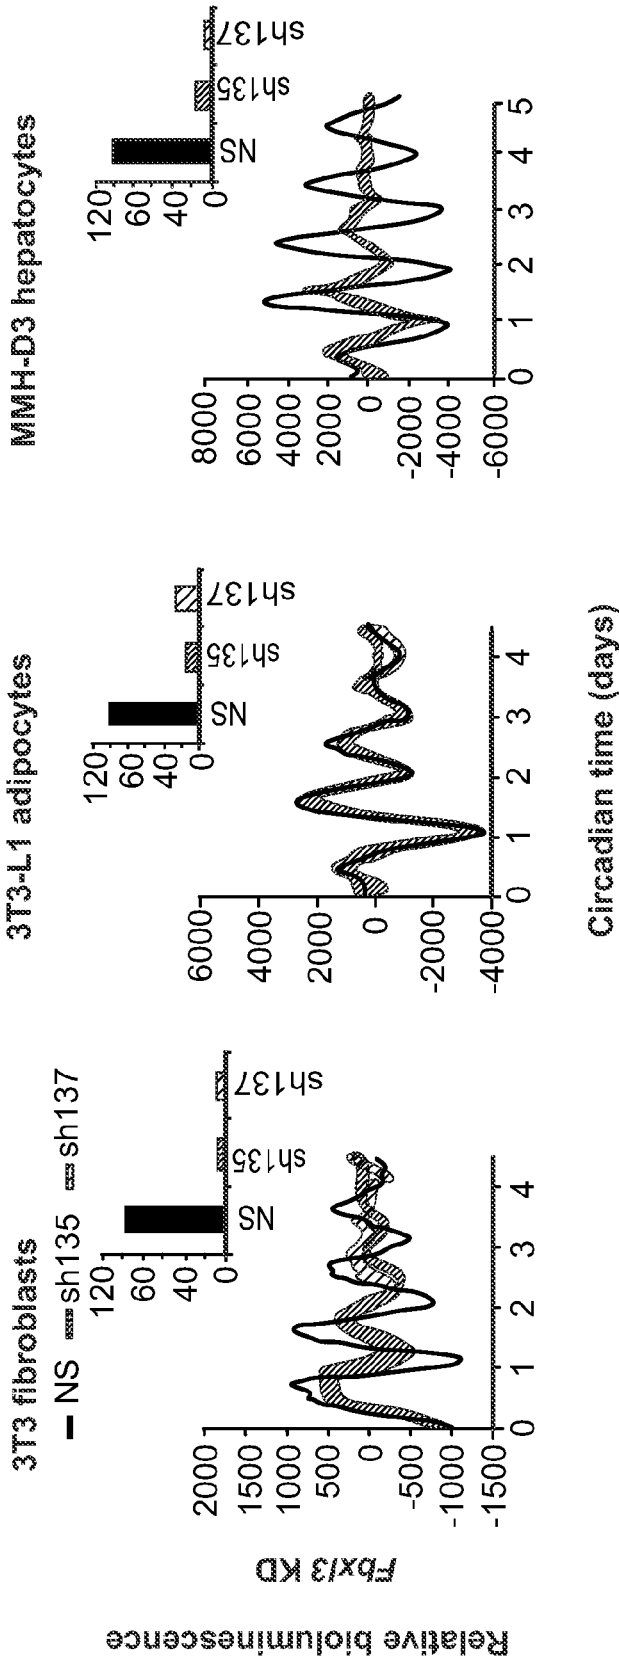 3T3 fibroblasts
NS sh135 sh137
120
80
40
0
NS
sh135
sh137
2000
1500
1000
500
0
-500
-1000
-1500
0 1 2 3 4
Fbxl3 KD
Relative bioluminescence
3T3-L1 adipocytes
120
80
40
0
NS
sh135
sh137
6000
4000
2000
0
-2000
-4000
0 1 2 3 4
Circadian time (days)
MMH-D3 hepatocytes
120
60
40
0
NS
sh135
sh137
8000
6000
4000
2000
0
-2000
-4000
-6000
0 1 2 3 4 5